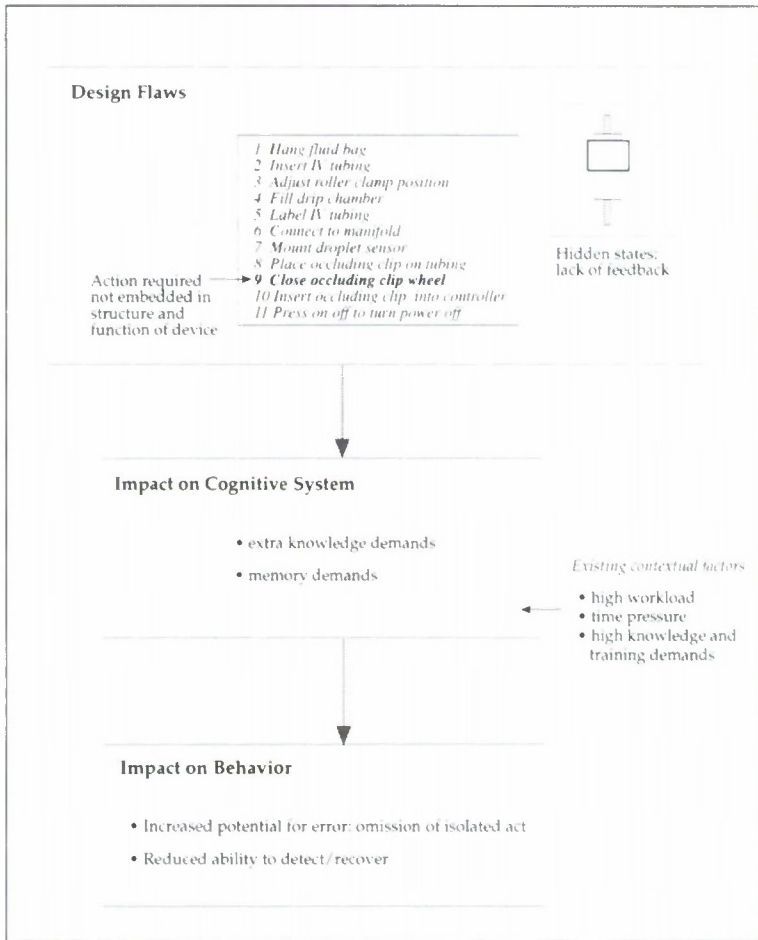 Design Flaws
1 Hang fluid bag
2 Insert IV tubing
3 Adjust roller clamp position
4 Fill drip chamber
5 Label IV tubing
6 Connect to manifold
7 Mount droplet sensor
8 Place occluding clip on tubing
9 Close occluding clip wheel
10 Insert occluding clip into controller
11 Press on off to turn power off
Action required
not embedded in
structure and
function of device
Hidden states;
lack of feedback
Impact on Cognitive System
• extra knowledge demands
• memory demands
Existing contextual factors
• high workload
• time pressure
• high knowledge and
training demands
Impact on Behavior
• Increased potential for error: omission of isolated act
• Reduced ability to detect/recover